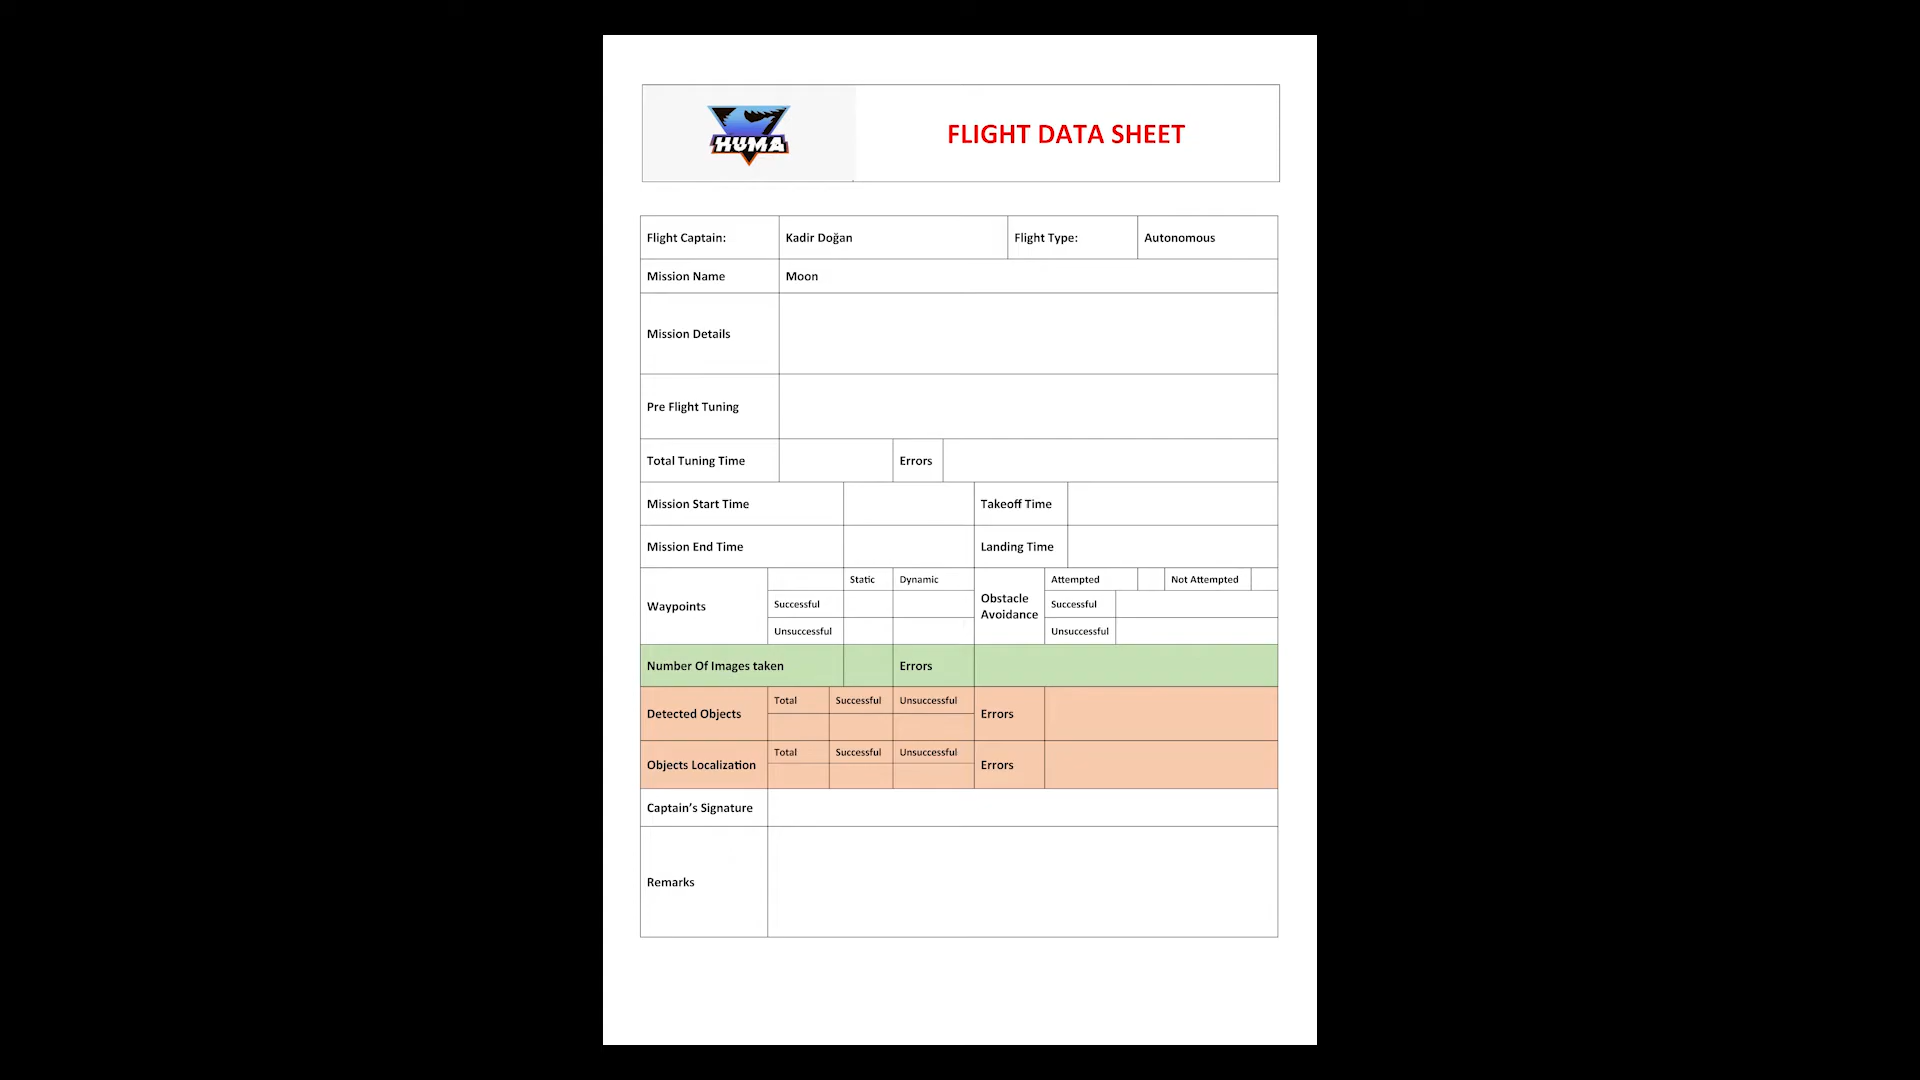 HUMA
FLIGHT DATA SHEET
Flight Captain: Kadir Doğan Flight Type: Autonomous
Mission Name Moon
Mission Details
Pre Flight Tuning
Total Tuning Time Errors
Mission Start Time Takeoff Time
Mission End Time Landing Time
Waypoints
Static Dynamic
Successful
Unsuccessful
Obstacle
Avoidance
Attempted Not Attempted
Successful
Unsuccessful
Number Of Images taken Errors
Detected Objects
Total Successful Unsuccessful
Errors
Objects Localization
Total Successful Unsuccessful
Errors
Captain’s Signature
Remarks